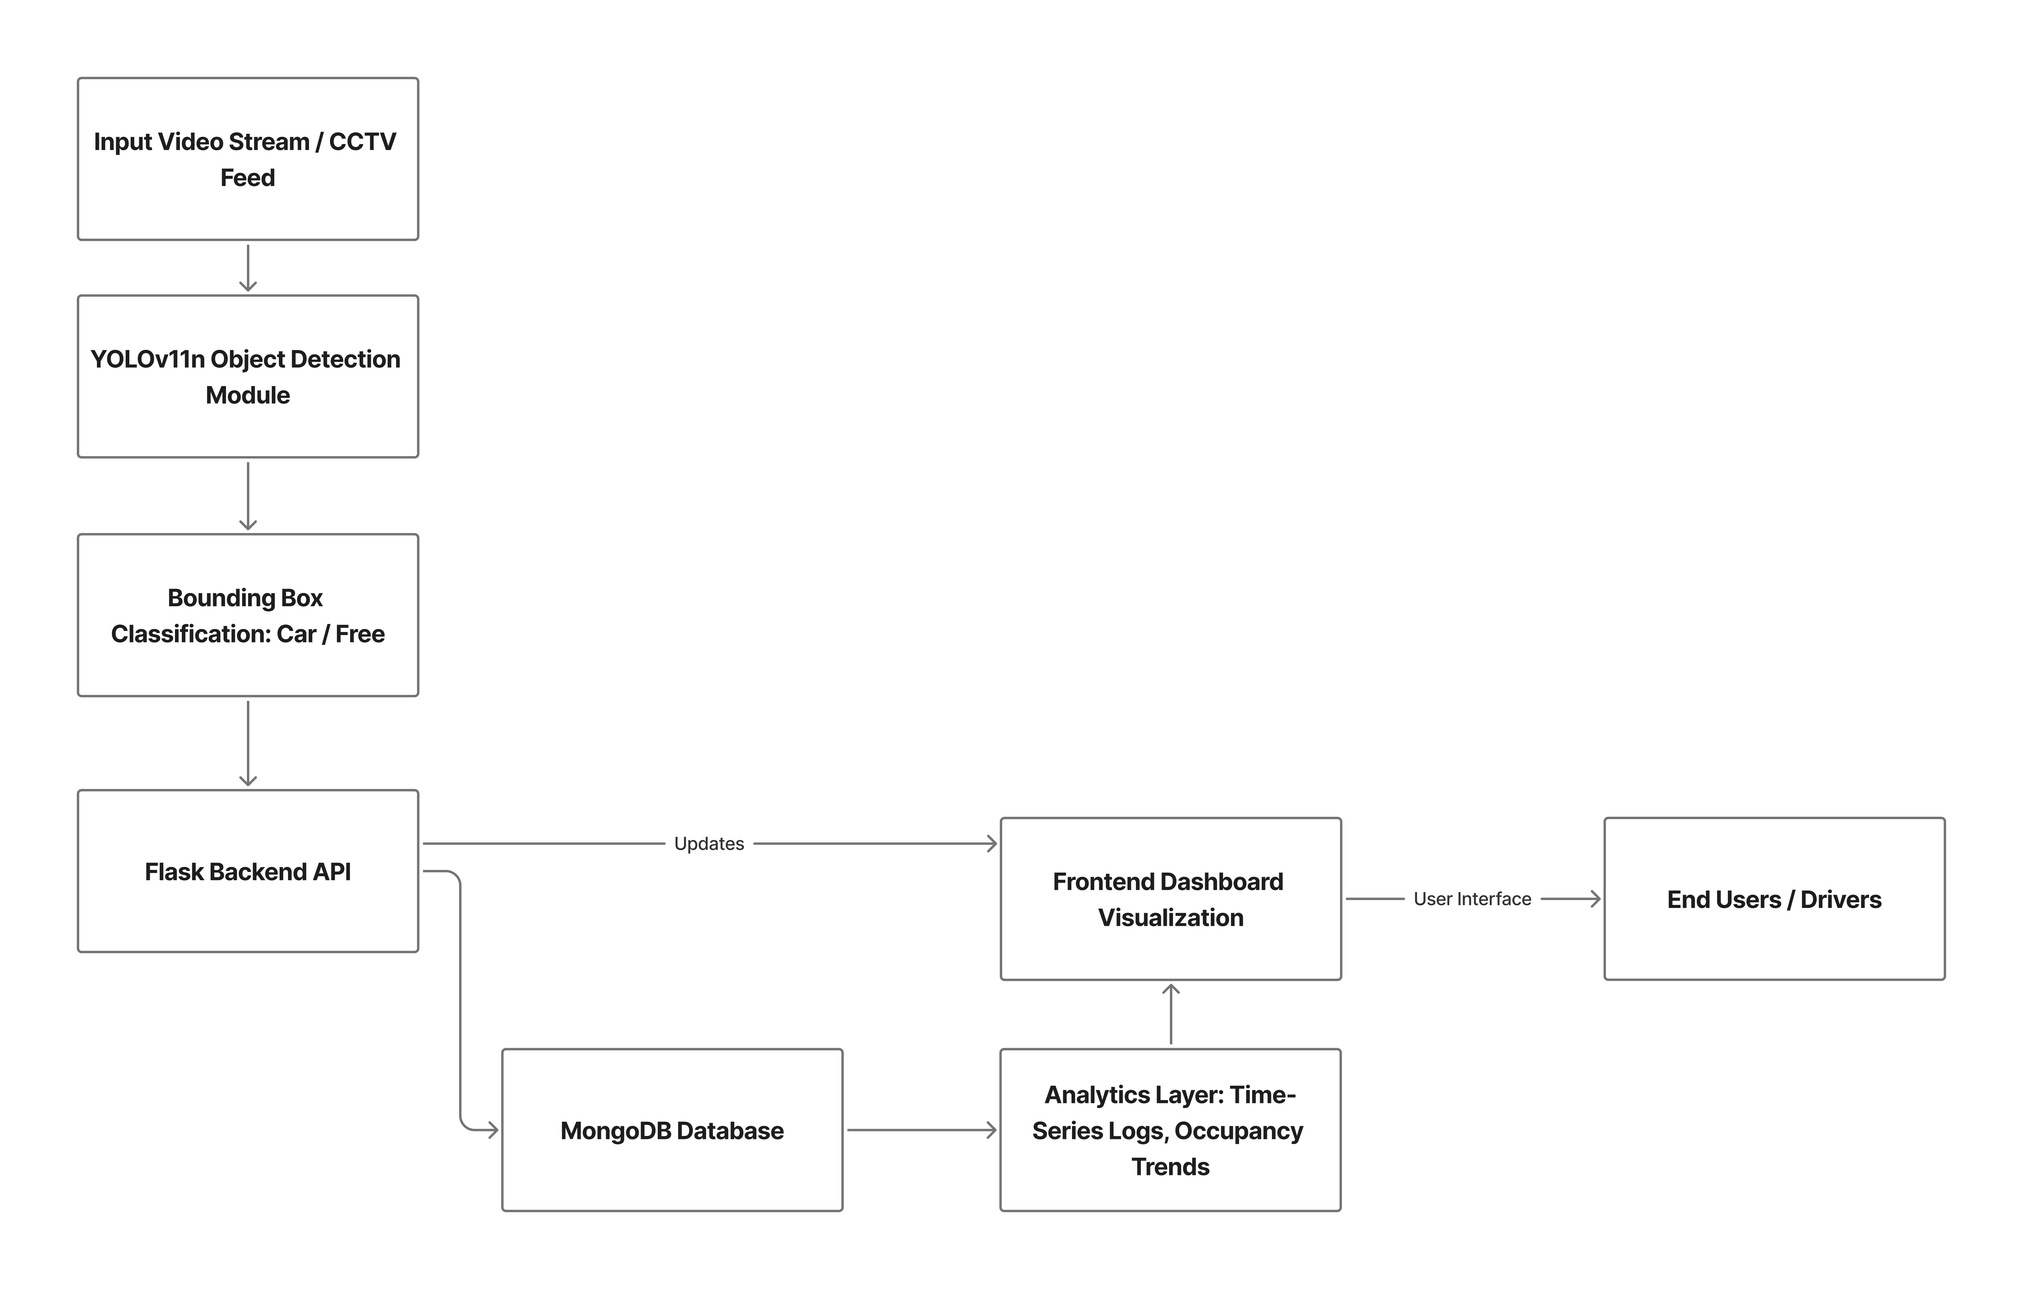 Input Video Stream / CCTV
Feed
YOLOv11n Object Detection
Module
Bounding Box
Classification: Car / Free
Flask Backend API
Updates
Frontend Dashboard
Visualization
User Interface
End Users / Drivers
MongoDB Database
Analytics Layer: Time-
Series Logs, Occupancy
Trends